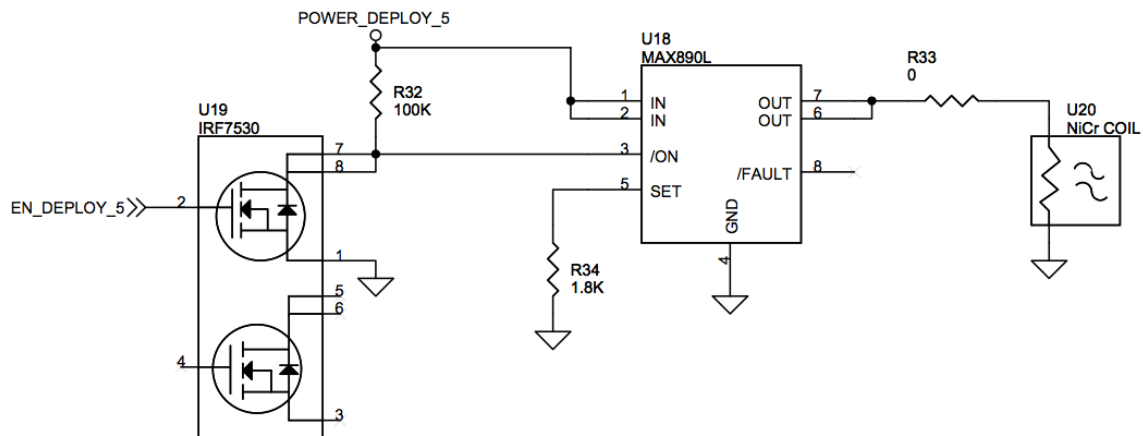 POWER_DEPLOY_5
U18
MAX890L
R33
0
R32
100K
U19
IRF7530
1 IN OUT 7
2 IN OUT 6
U20
NiCr COIL
7
8
3 /ON
/FAULT 8
EN_DEPLOY_5
2
5 SET
GND
1
4
R34
1.8K
5
6
4
3